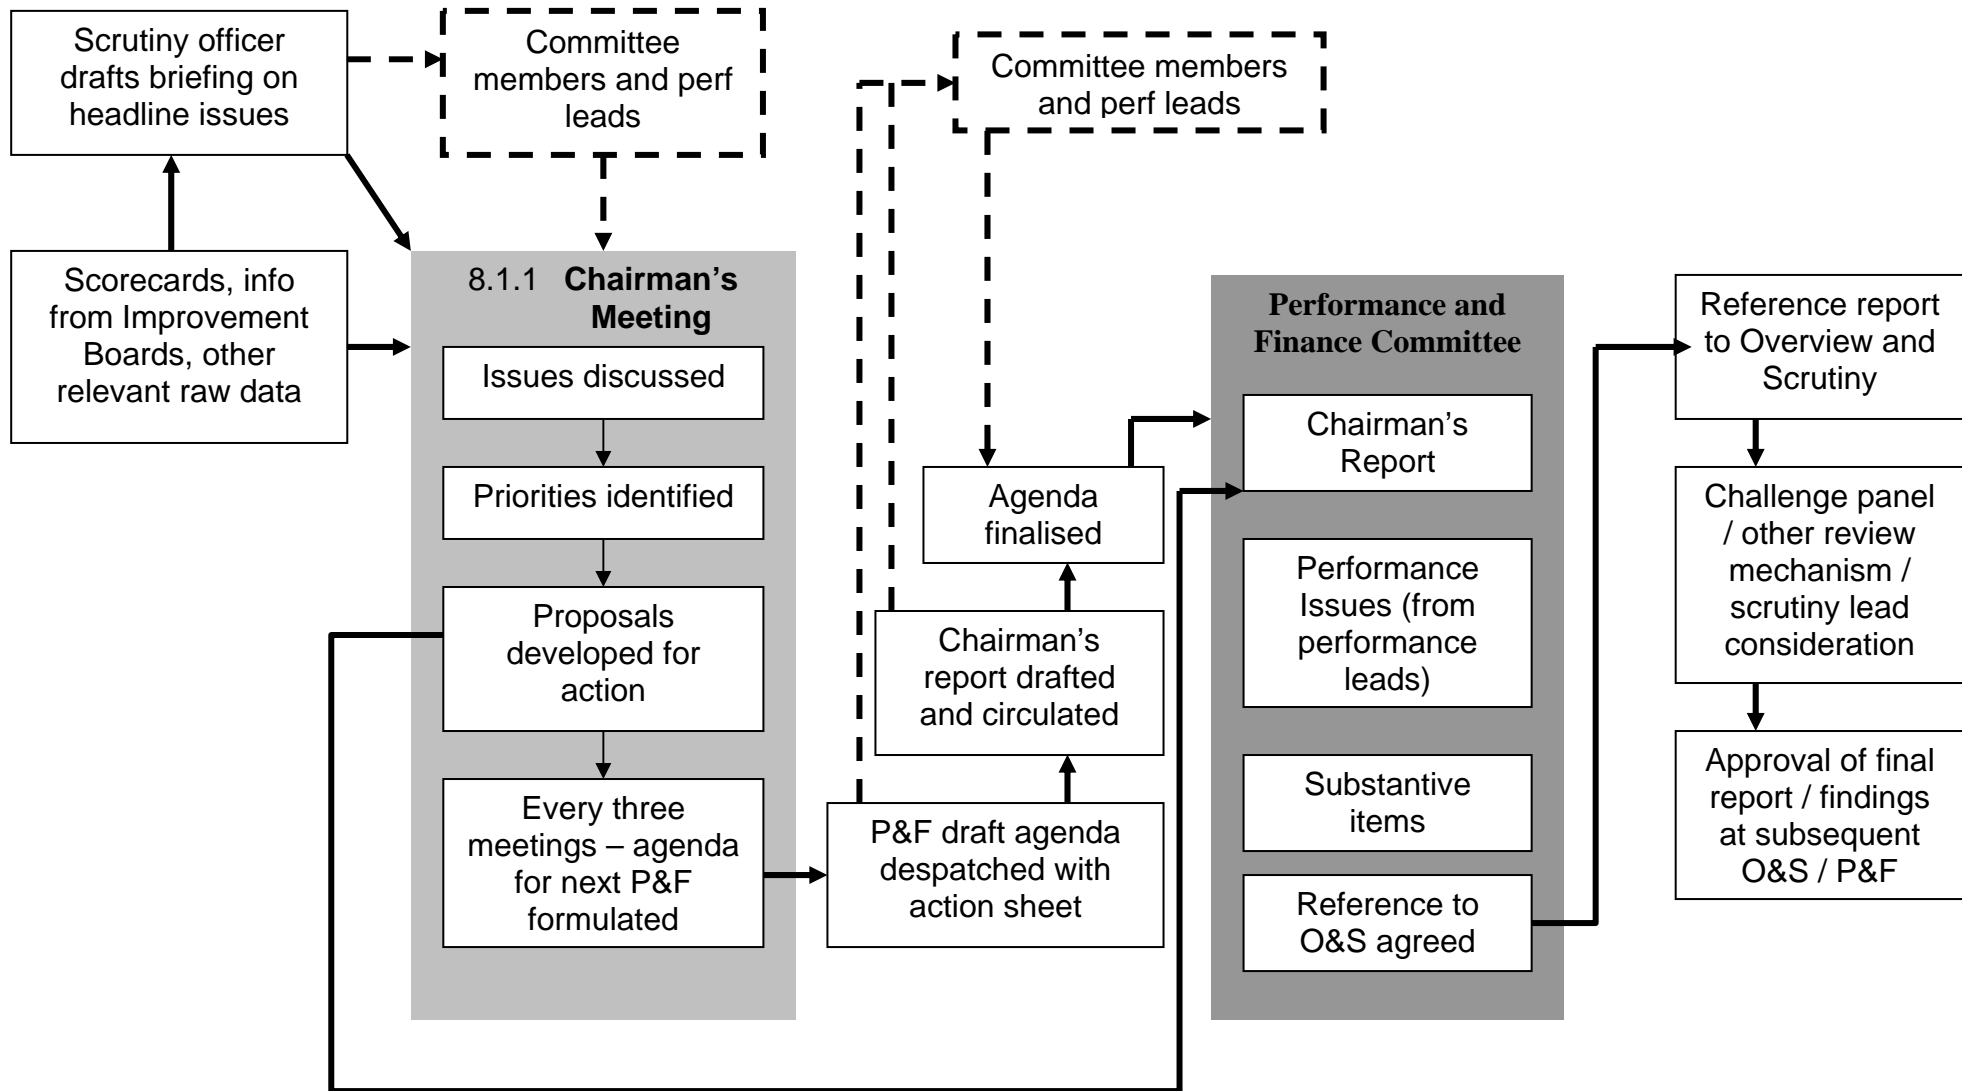 Scrutiny officer
drafts briefing on
headline issues
Committee
members and perf
leads
Committee members
and perf leads
Scorecards, info
from Improvement
Boards, other
relevant raw data
8.1.1 Chairman’s
Meeting
Issues discussed
Priorities identified
Proposals
developed for
action
Every three
meetings – agenda
for next P&F
formulated
P&F draft agenda
despatched with
action sheet
Chairman’s
report drafted
and circulated
Agenda
finalised
Performance and
Finance Committee
Chairman’s
Report
Performance
Issues (from
performance
leads)
Substantive
items
Reference to
O&S agreed
Reference report
to Overview and
Scrutiny
Challenge panel
/ other review
mechanism /
scrutiny lead
consideration
Approval of final
report / findings
at subsequent
O&S / P&F